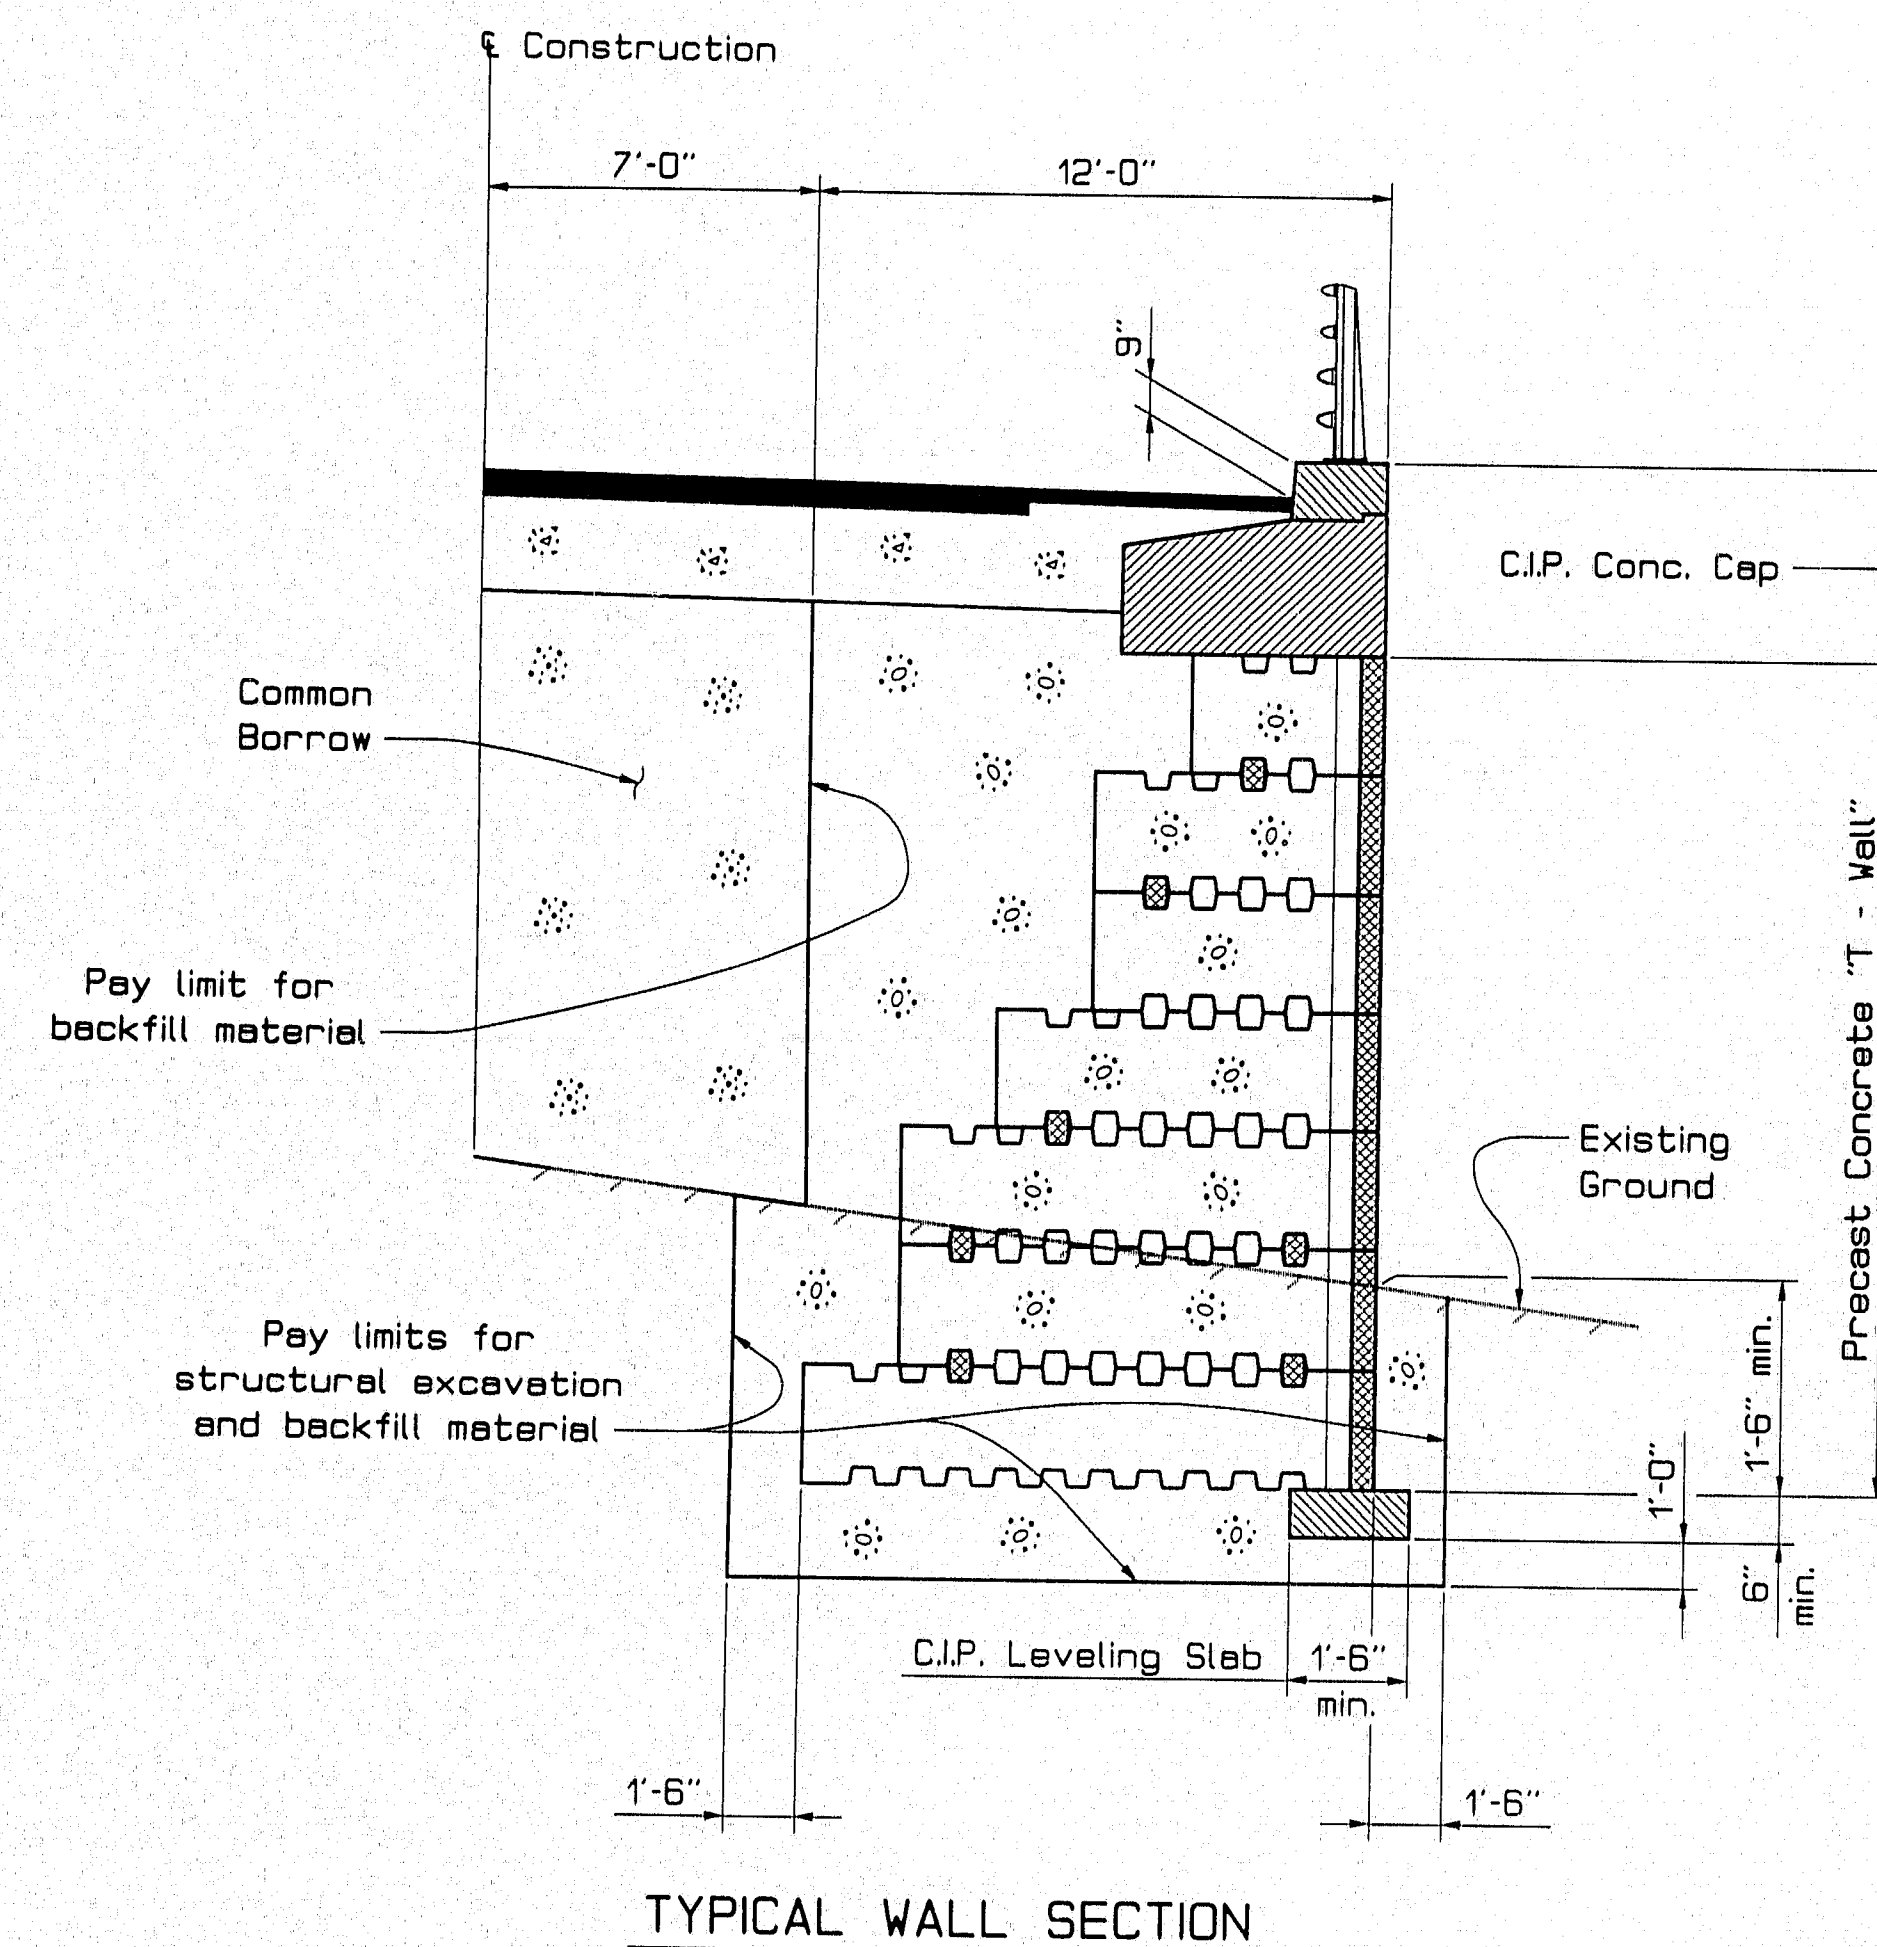 ℄ Construction
7'-0"
12'-0"
9"
C.I.P. Conc. Cap
Common
Borrow
Precast Concrete "T - Wall"
Pay limit for
backfill material
Existing
Ground
Pay limits for
structural excavation
and backfill material
1'-6" min.
1'-0"
6"
min.
C.I.P. Leveling Slab
1'-6"
min.
1'-6"
1'-6"
TYPICAL WALL SECTION